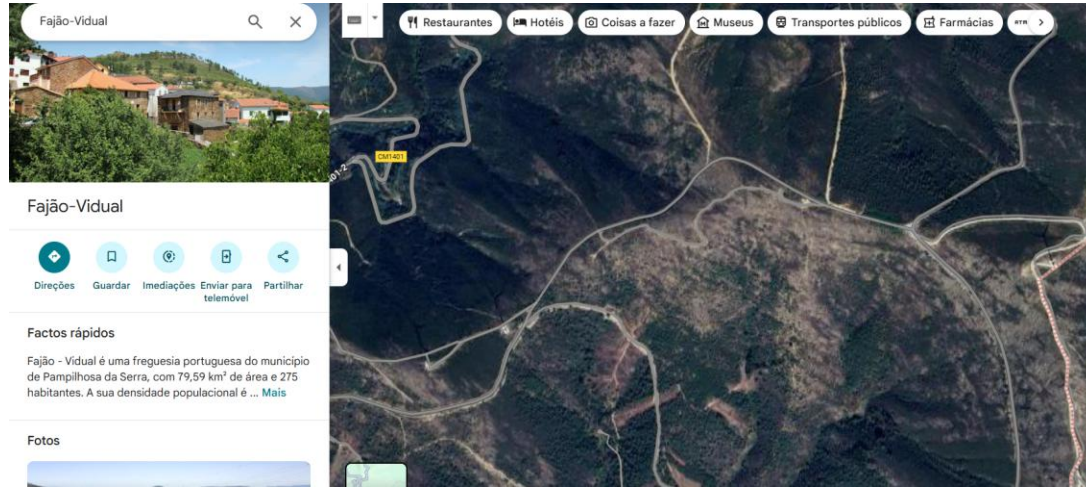 Fajão-Vidual
Restaurantes
Hotéis
Coisas a fazer
Museus
Transportes públicos
Farmácias
ATM
CM1401
Fajão-Vidual
Direções
Guardar
Imediações
Enviar para
telemóvel
Partilhar
Factos rápidos
Fajão - Vidual é uma freguesia portuguesa do município
de Pampilhosa da Serra, com 79,59 km² de área e 275
habitantes. A sua densidade populacional é ... Mais
Fotos